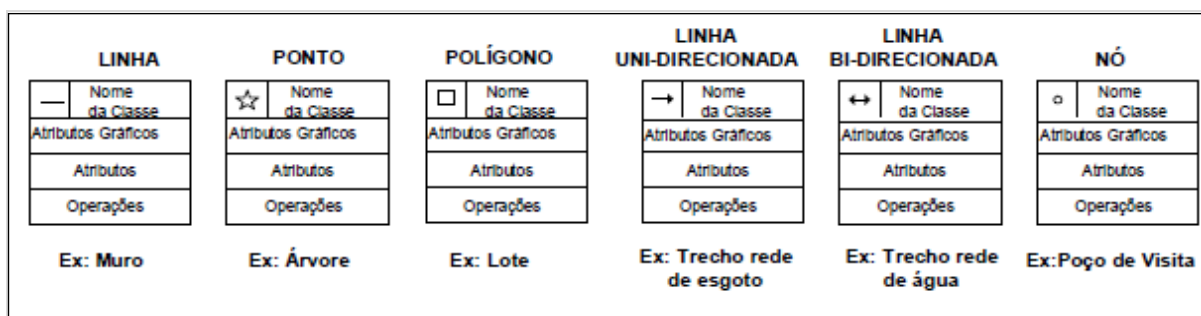 LINHA
Nome
da Classe
Atributos Gráficos
Atributos
Operações
Ex: Muro
PONTO
Nome
da Classe
Atributos Gráficos
Atributos
Operações
Ex: Árvore
POLÍGONO
Nome
da Classe
Atributos Gráficos
Atributos
Operações
Ex: Lote
LINHA
UNI-DIRECIONADA
Nome
da Classe
Atributos Gráficos
Atributos
Operações
Ex: Trecho rede
de esgoto
LINHA
BI-DIRECIONADA
Nome
da Classe
Atributos Gráficos
Atributos
Operações
Ex: Trecho rede
de água
NÓ
Nome
da Classe
Atributos Gráficos
Atributos
Operações
Ex:Poço de Visita